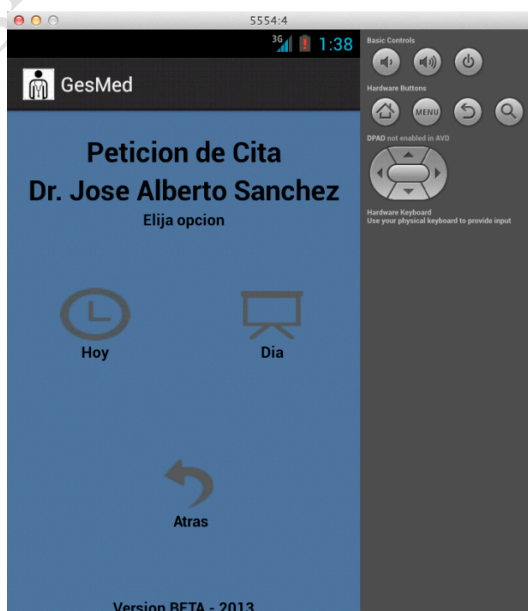 5554:4
3G 1:38
GesMed
Peticion de Cita
Dr. Jose Alberto Sanchez
Elija opcion
Hoy
Dia
Atras
Version BETA - 2013
Basic Controls
Hardware Buttons
MENU
DPAD not enabled in AVD
Hardware Keyboard
Use your physical keyboard to provide input